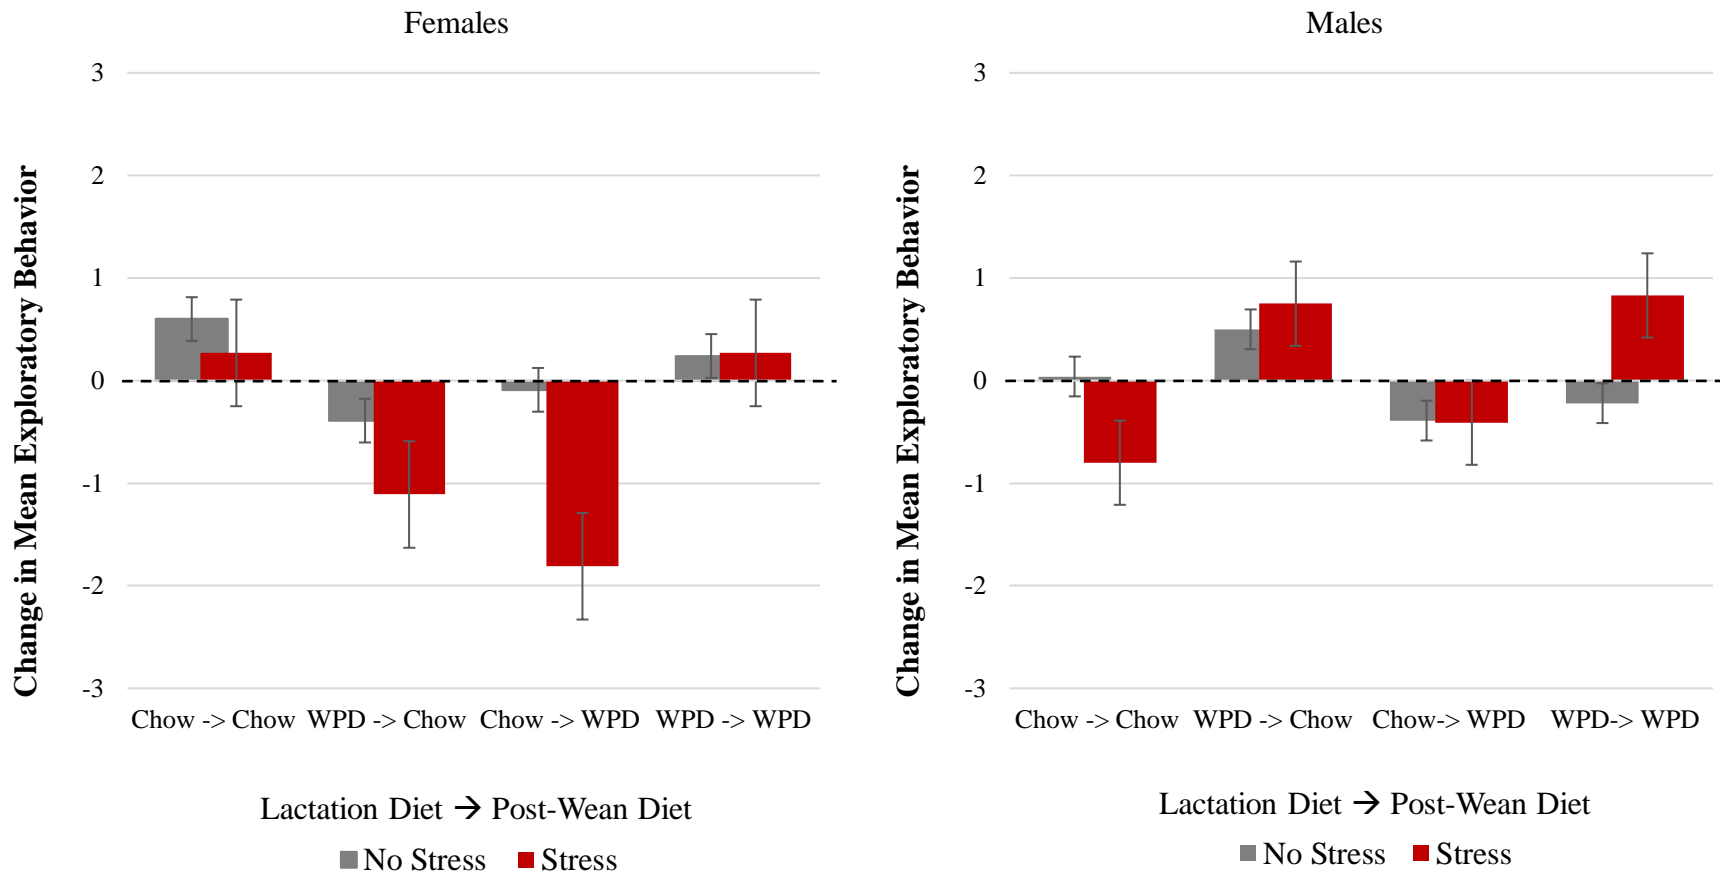 Females
Change in Mean Exploratory Behavior
3
2
1
0
-1
-2
-3
Chow -> Chow WPD -> Chow Chow -> WPD WPD -> WPD
Lactation Diet → Post-Wean Diet
No Stress Stress
Males
Change in Mean Exploratory Behavior
3
2
1
0
-1
-2
-3
Chow -> Chow WPD -> Chow Chow-> WPD WPD-> WPD
Lactation Diet → Post-Wean Diet
No Stress Stress